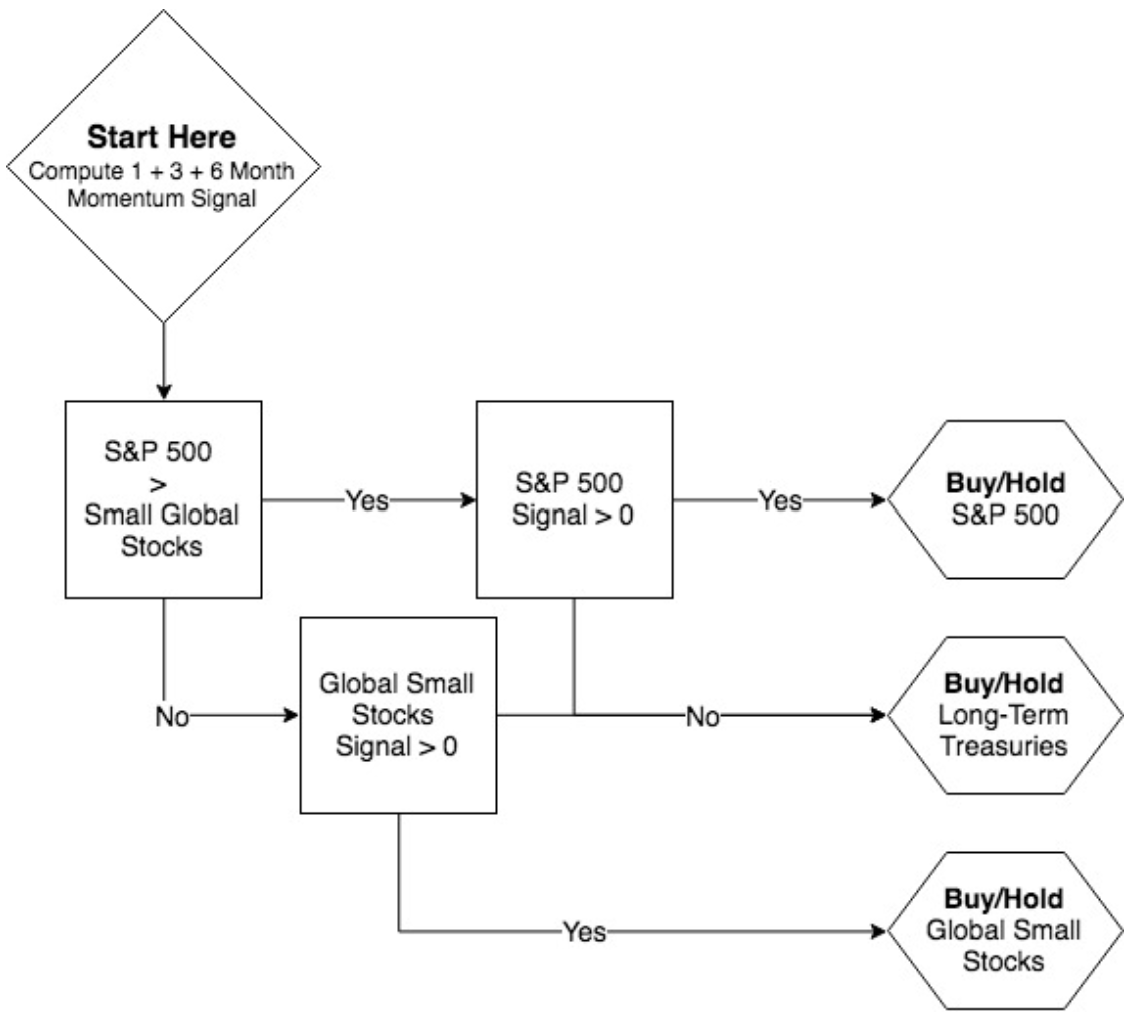 Start Here
Compute 1 + 3 + 6 Month
Momentum Signal
S&P 500
>
Small Global
Stocks
Yes
S&P 500
Signal > 0
Yes
Buy/Hold
S&P 500
No
Global Small
Stocks
Signal > 0
No
Buy/Hold
Long-Term
Treasuries
Yes
Buy/Hold
Global Small
Stocks